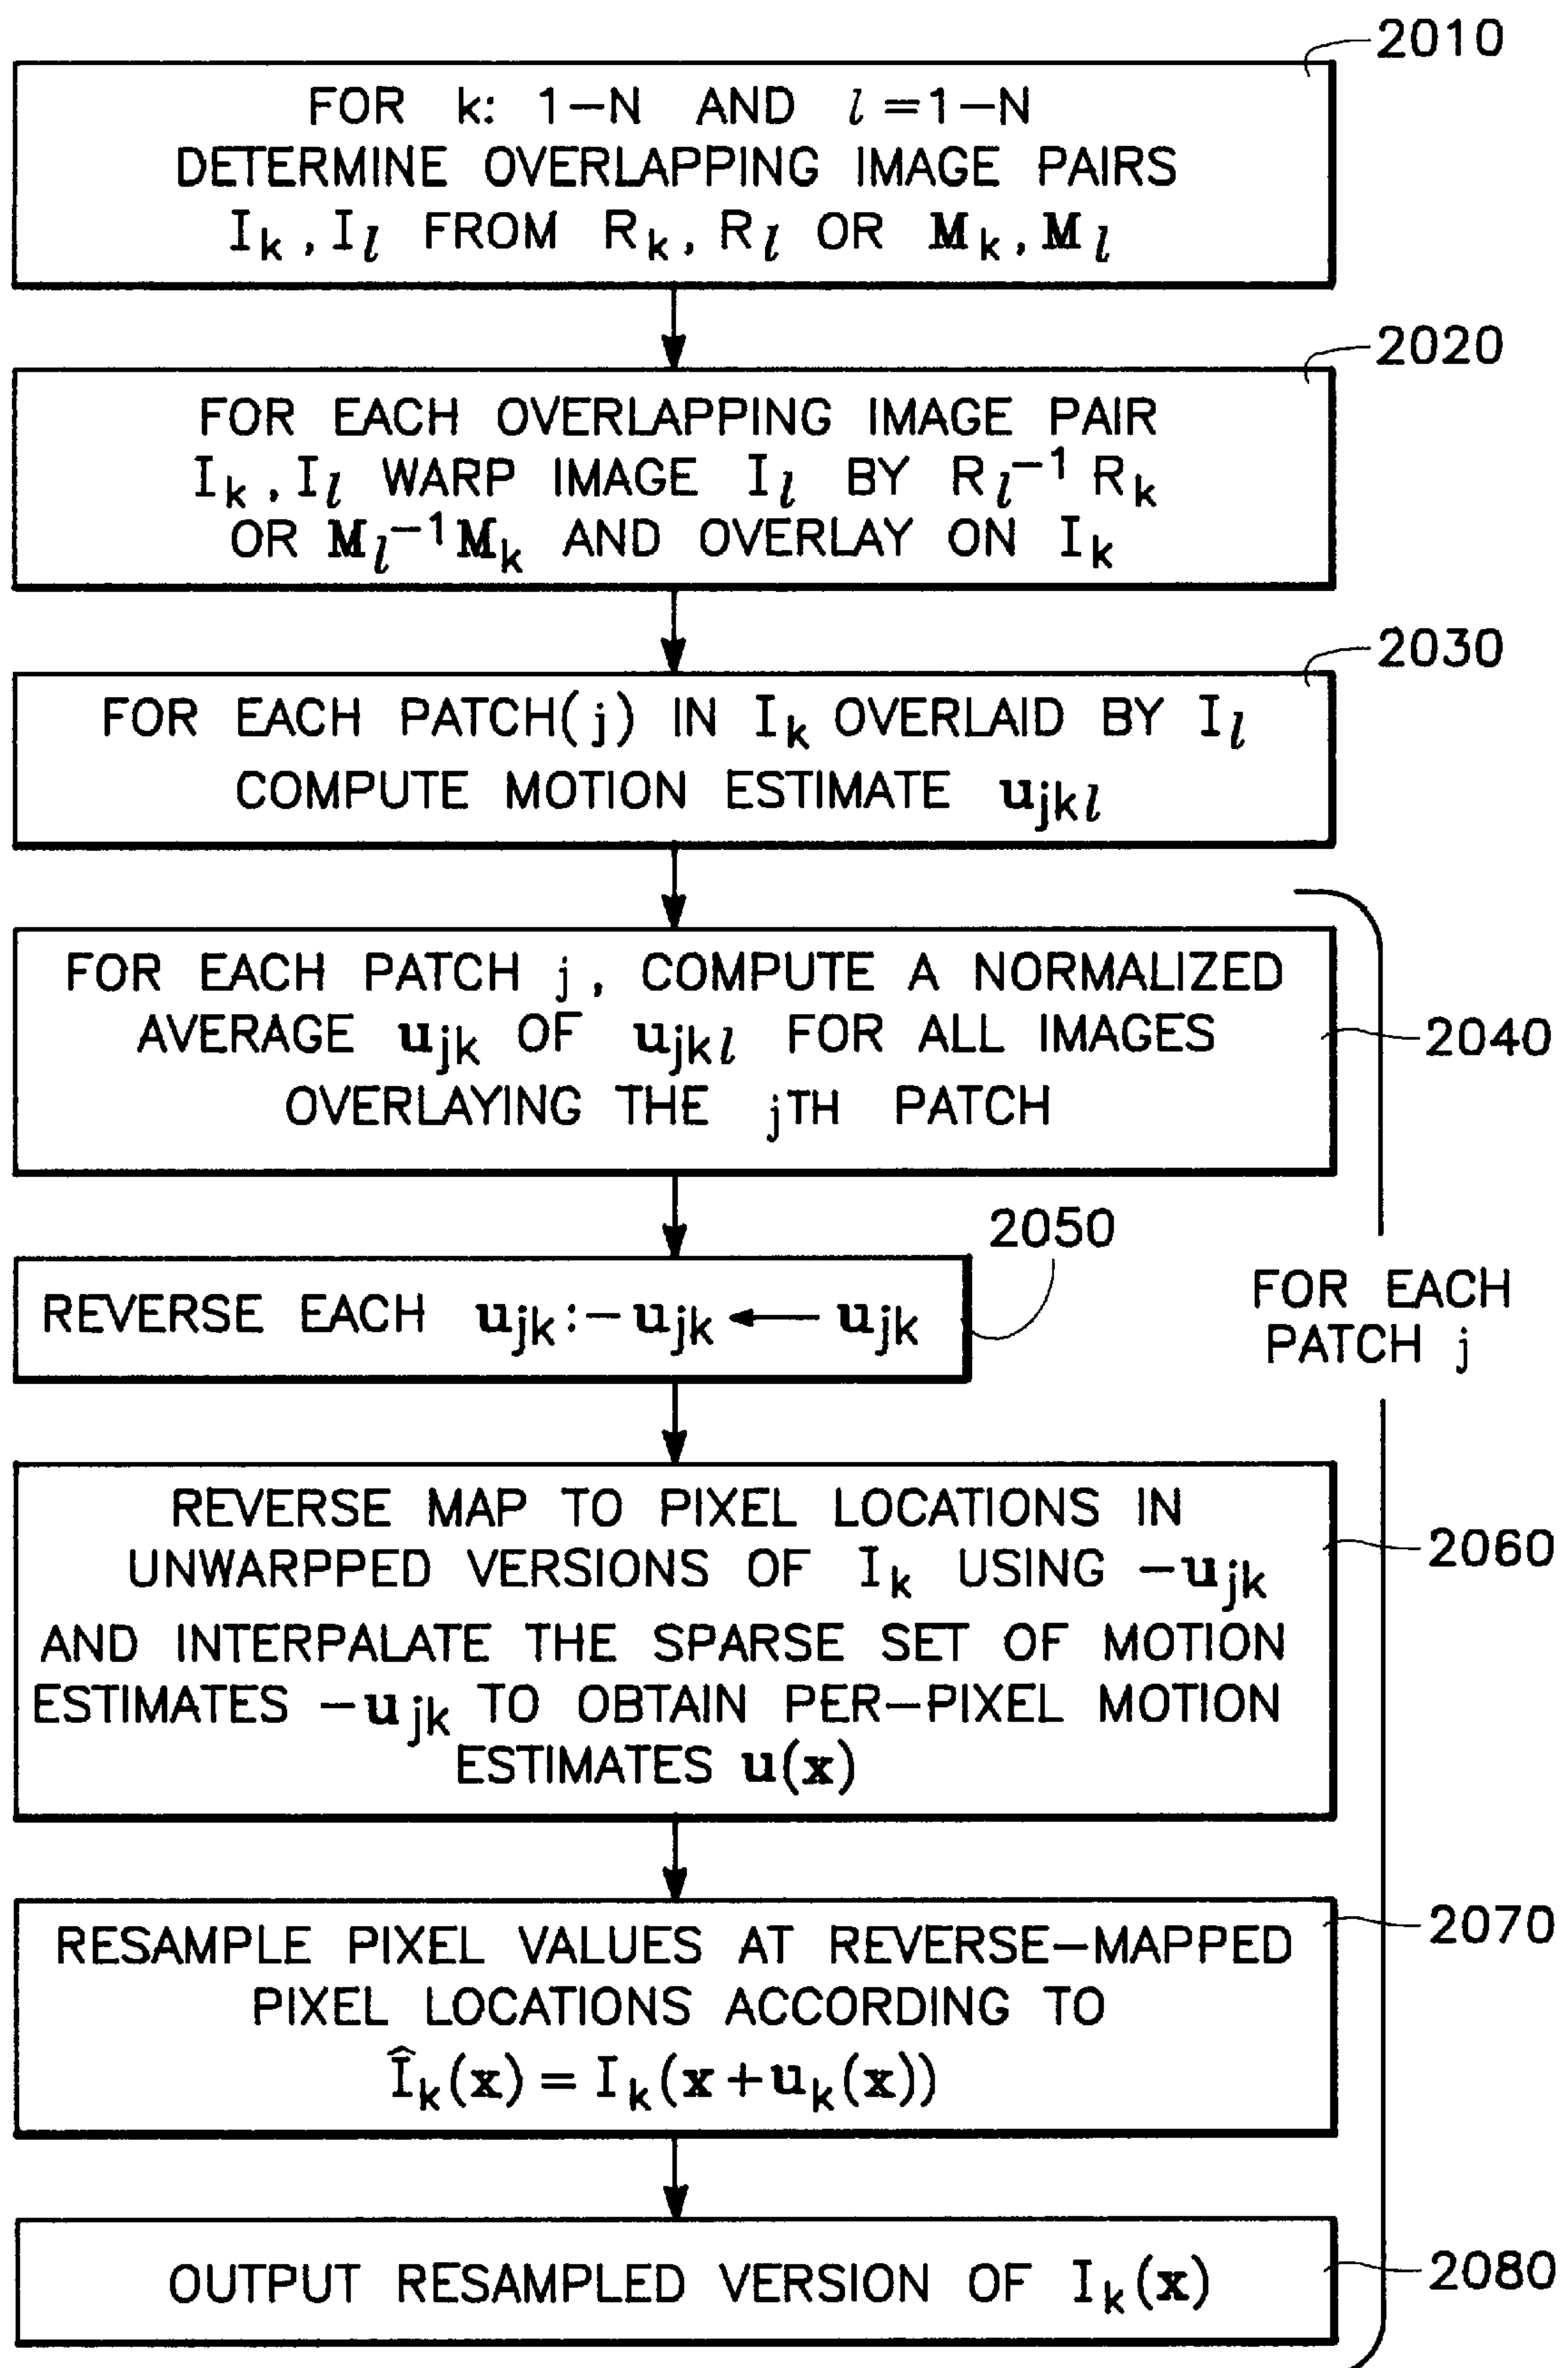 2010
FOR k: 1-N AND l=1-N
DETERMINE OVERLAPPING IMAGE PAIRS
Iₖ, Iₗ FROM Rₖ, Rₗ OR Mₖ, Mₗ
2020
FOR EACH OVERLAPPING IMAGE PAIR
Iₖ, Iₗ WARP IMAGE Iₗ BY Rₗ⁻¹ Rₖ
OR Mₗ⁻¹Mₖ AND OVERLAY ON Iₖ
2030
FOR EACH PATCH(j) IN Iₖ OVERLAID BY Iₗ
COMPUTE MOTION ESTIMATE uⱼₖₗ
FOR EACH PATCH j, COMPUTE A NORMALIZED
AVERAGE uⱼₖ OF uⱼₖₗ FOR ALL IMAGES
OVERLAYING THE jTH PATCH
2040
2050
REVERSE EACH uⱼₖ:-uⱼₖ ← uⱼₖ
FOR EACH
PATCH j
REVERSE MAP TO PIXEL LOCATIONS IN
UNWARPPED VERSIONS OF Iₖ USING -uⱼₖ
AND INTERPALATE THE SPARSE SET OF MOTION
ESTIMATES -uⱼₖ TO OBTAIN PER-PIXEL MOTION
ESTIMATES u(x)
2060
RESAMPLE PIXEL VALUES AT REVERSE-MAPPED
PIXEL LOCATIONS ACCORDING TO
Îₖ(x) = Iₖ(x+uₖ(x))
2070
OUTPUT RESAMPLED VERSION OF Iₖ(x)
2080